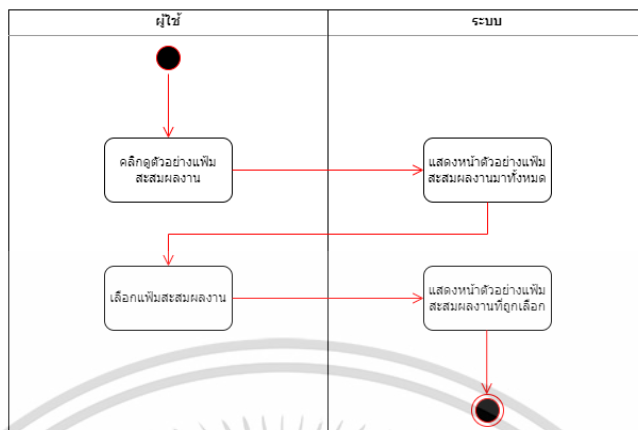 ผู้ใช้
ระบบ
คลิกดูตัวอย่างแฟ้ม
สะสมผลงาน
แสดงหน้าตัวอย่างแฟ้ม
สะสมผลงานมาทั้งหมด
เลือกแฟ้มสะสมผลงาน
แสดงหน้าตัวอย่างแฟ้ม
สะสมผลงานที่ถูกเลือก